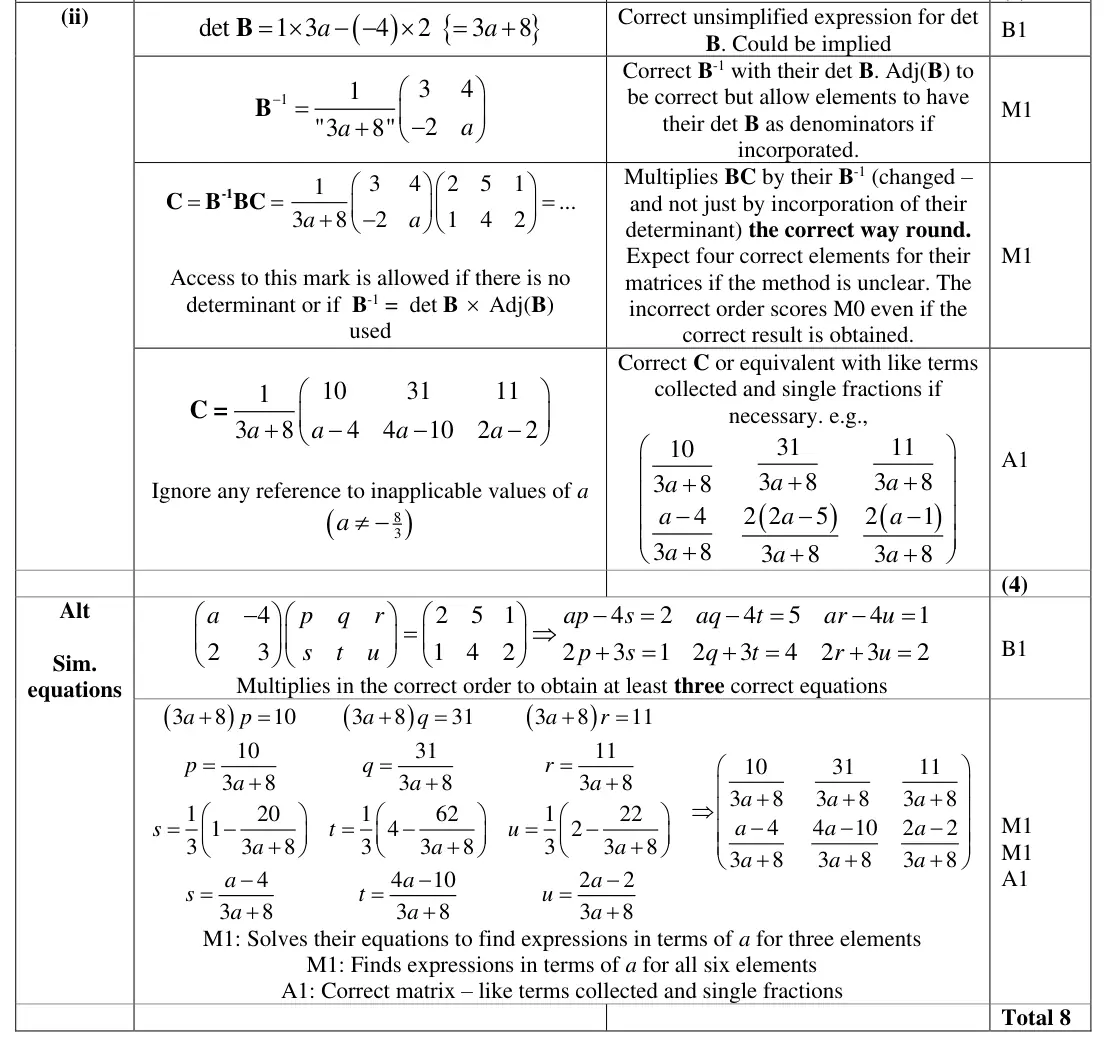 (ii)
det B = 1×3a − (−4)×2 {= 3a + 8}
Correct unsimplified expression for det
B. Could be implied
B1
B⁻¹ = 1/"3a + 8" (3 4; −2 a)
Correct B⁻¹ with their det B. Adj(B) to
be correct but allow elements to have
their det B as denominators if
incorporated.
M1
C = B⁻¹BC = 1/(3a + 8) (3 4; −2 a)(2 5 1; 1 4 2) = ...
Access to this mark is allowed if there is no
determinant or if B⁻¹ = det B × Adj(B)
used
Multiplies BC by their B⁻¹ (changed –
and not just by incorporation of their
determinant) the correct way round.
Expect four correct elements for their
matrices if the method is unclear. The
incorrect order scores M0 even if the
correct result is obtained.
M1
C = 1/(3a + 8) (10 31 11; a − 4 4a − 10 2a − 2)
Ignore any reference to inapplicable values of a
(a ≠ − 8/3)
Correct C or equivalent with like terms
collected and single fractions if
necessary. e.g.,
(10/(3a + 8) 31/(3a + 8) 11/(3a + 8); (a − 4)/(3a + 8) 2(2a − 5)/(3a + 8) 2(a − 1)/(3a + 8))
A1
(4)
Alt
Sim.
equations
(a −4; 2 3)(p q r; s t u) = (2 5 1; 1 4 2) ⇒ ap − 4s = 2 aq − 4t = 5 ar − 4u = 1
2p + 3s = 1 2q + 3t = 4 2r + 3u = 2
Multiplies in the correct order to obtain at least three correct equations
B1
(3a + 8) p = 10 (3a + 8) q = 31 (3a + 8) r = 11
p = 10/(3a + 8) q = 31/(3a + 8) r = 11/(3a + 8)
s = 1/3 (1 − 20/(3a + 8)) t = 1/3 (4 − 62/(3a + 8)) u = 1/3 (2 − 22/(3a + 8))
s = (a − 4)/(3a + 8) t = (4a − 10)/(3a + 8) u = (2a − 2)/(3a + 8)
⇒ (10/(3a + 8) 31/(3a + 8) 11/(3a + 8); (a − 4)/(3a + 8) (4a − 10)/(3a + 8) (2a − 2)/(3a + 8))
M1: Solves their equations to find expressions in terms of a for three elements
M1: Finds expressions in terms of a for all six elements
A1: Correct matrix – like terms collected and single fractions
M1
M1
A1
Total 8